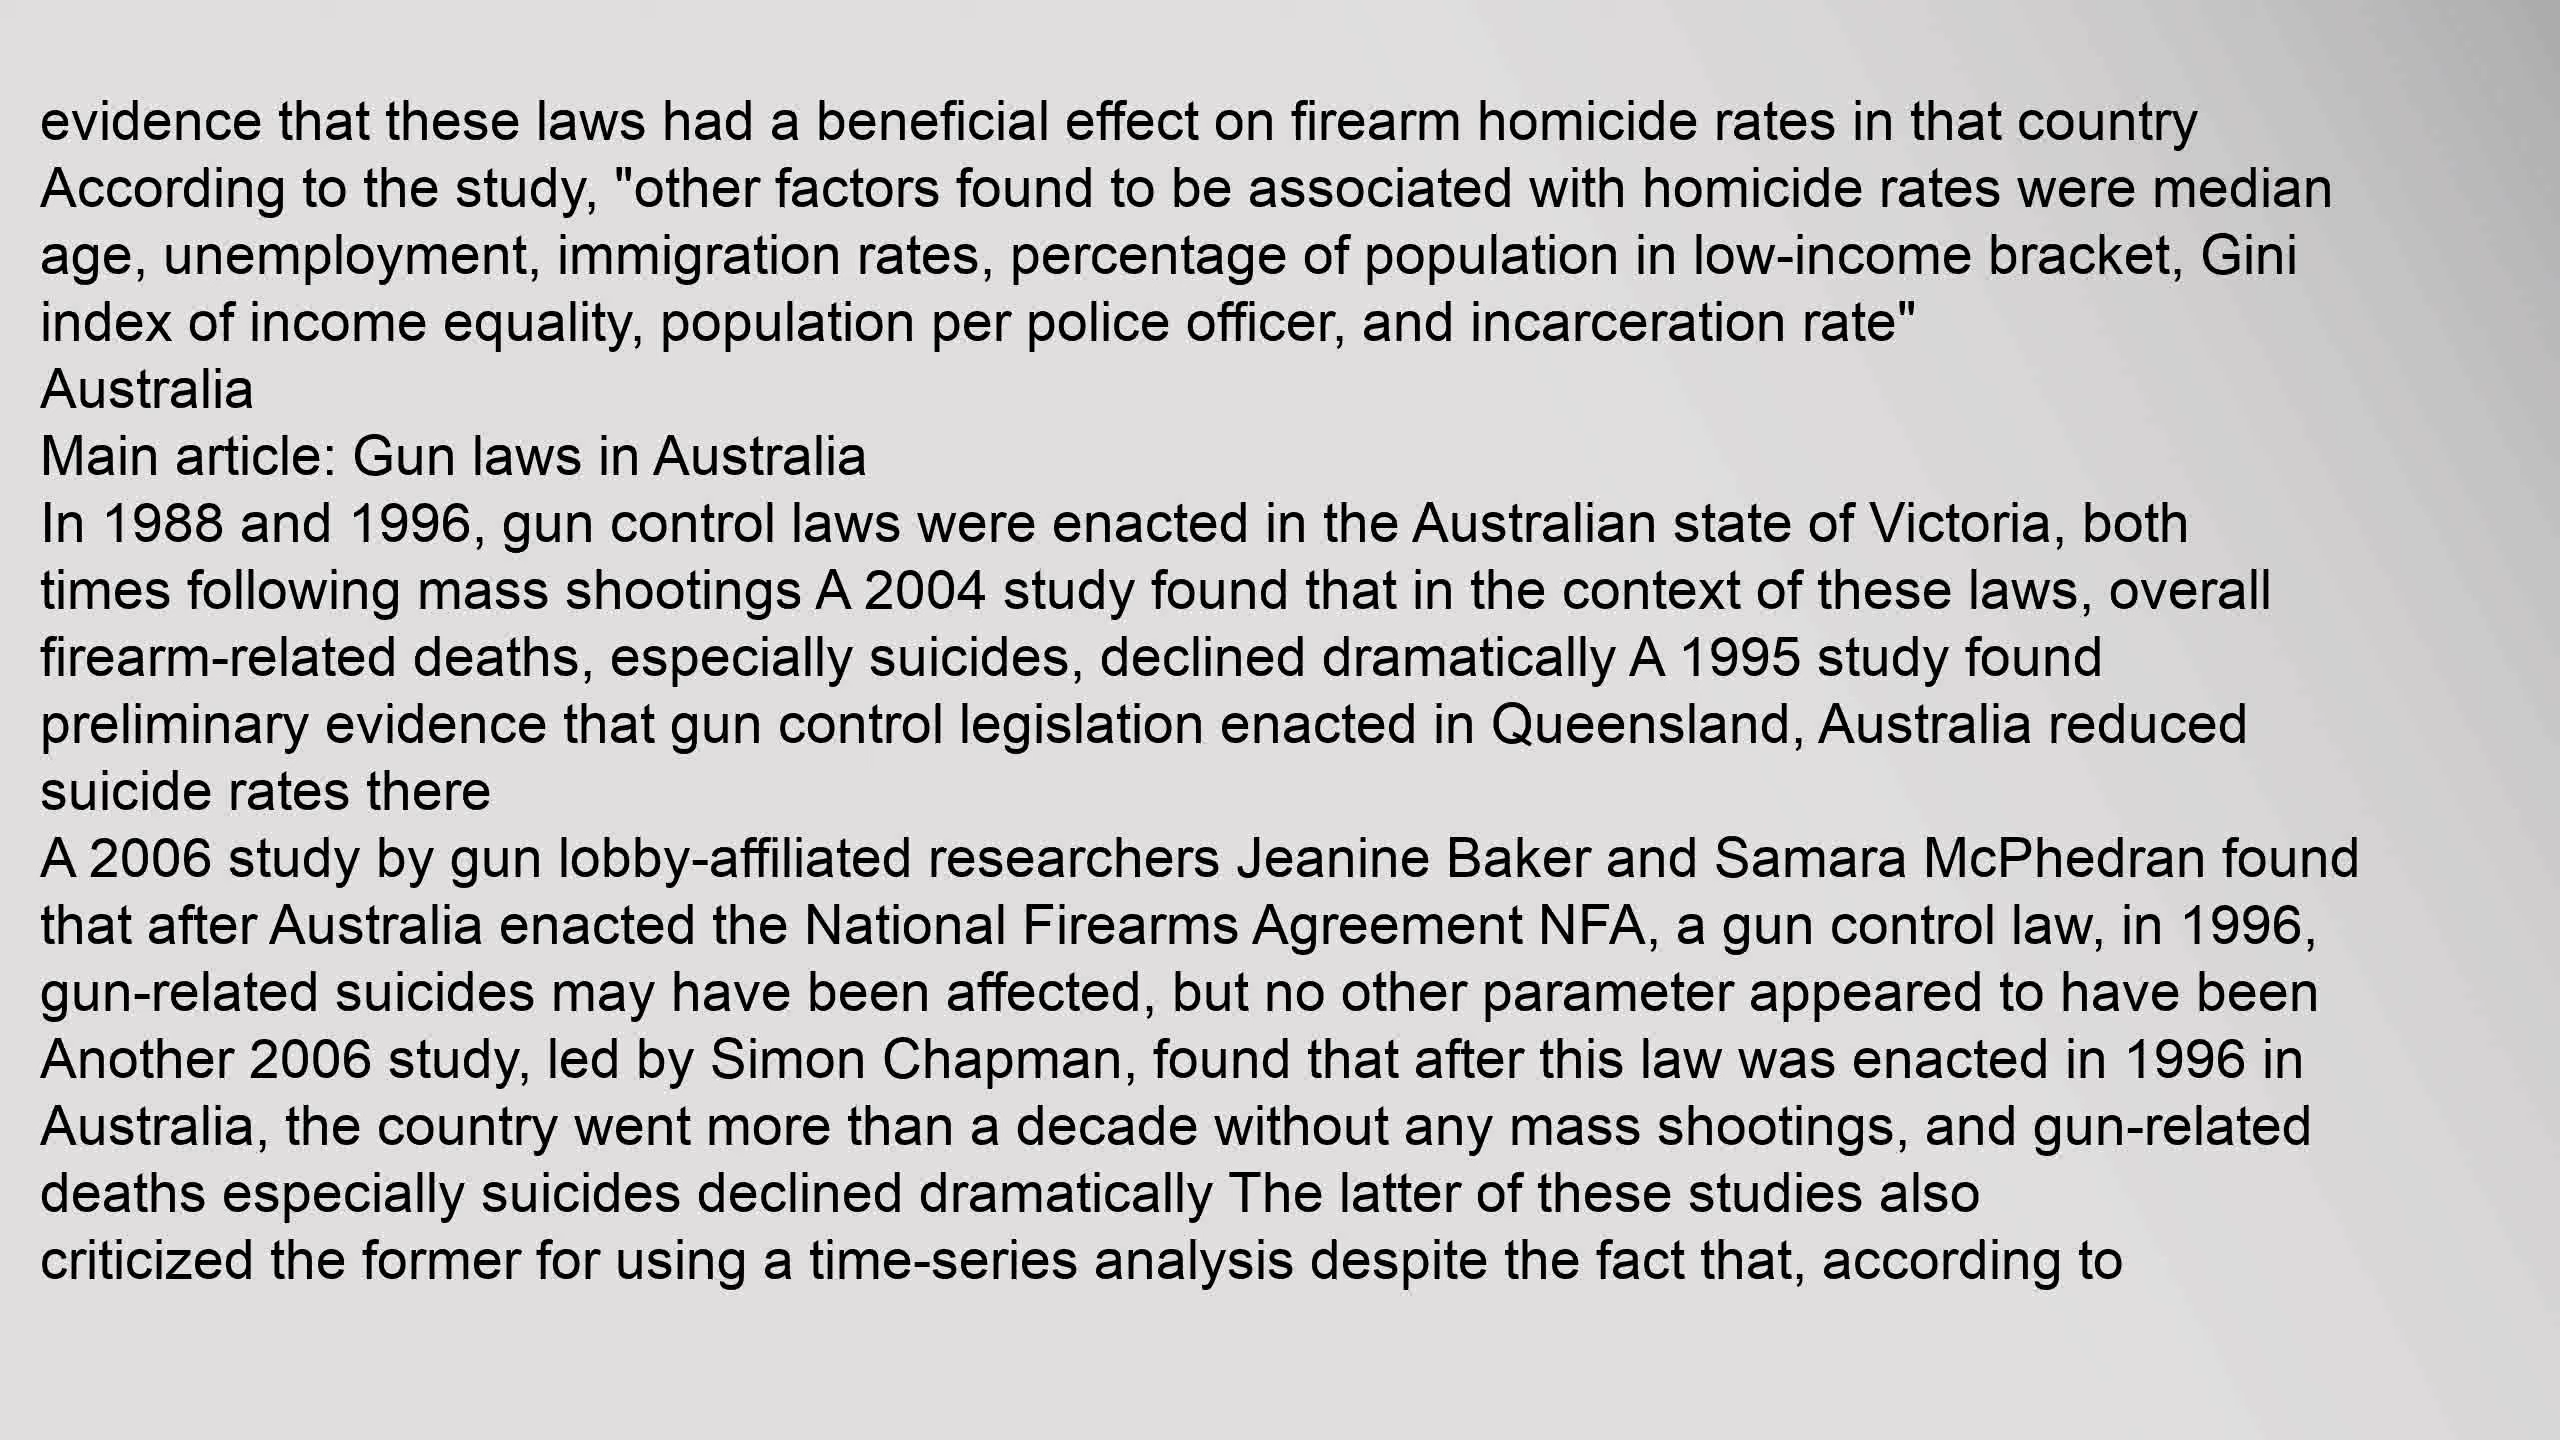 evidence that these laws had a beneficial effect on firearm homicide rates in that country
According to the study, "other factors found to be associated with homicide rates were median
age, unemployment, immigration rates, percentage of population in low-income bracket, Gini
index of income equality, population per police officer, and incarceration rate"
Australia
Main article: Gun laws in Australia
In 1988 and 1996, gun control laws were enacted in the Australian state of Victoria, both
times following mass shootings A 2004 study found that in the context of these laws, overall
firearm-related deaths, especially suicides, declined dramatically A 1995 study found
preliminary evidence that gun control legislation enacted in Queensland, Australia reduced
suicide rates there
A 2006 study by gun lobby-affiliated researchers Jeanine Baker and Samara McPhedran found
that after Australia enacted the National Firearms Agreement NFA, a gun control law, in 1996,
gun-related suicides may have been affected, but no other parameter appeared to have been
Another 2006 study, led by Simon Chapman, found that after this law was enacted in 1996 in
Australia, the country went more than a decade without any mass shootings, and gun-related
deaths especially suicides declined dramatically The latter of these studies also
criticized the former for using a time-series analysis despite the fact that, according to